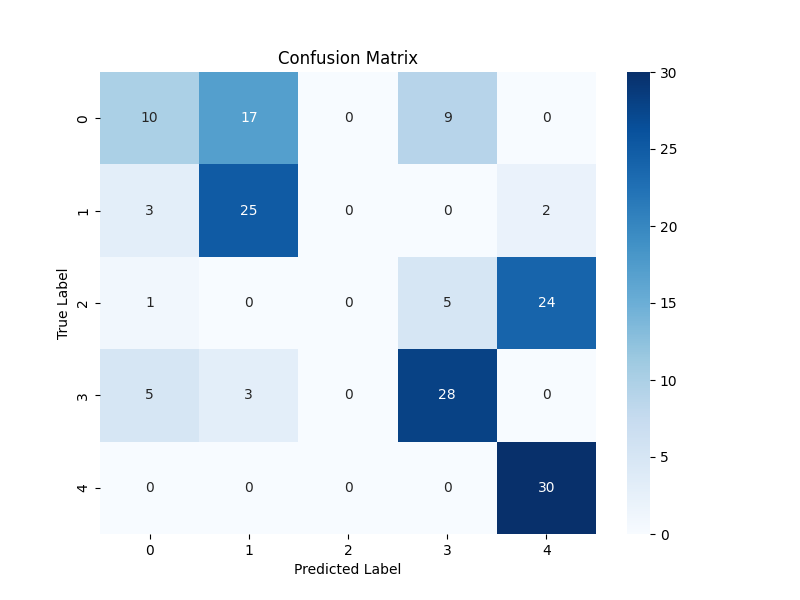 Confusion Matrix
True Label
0 10 17 0 9 0
1 3 25 0 0 2
2 1 0 0 5 24
3 5 3 0 28 0
4 0 0 0 0 30
0 1 2 3 4
Predicted Label
30
25
20
15
10
5
0